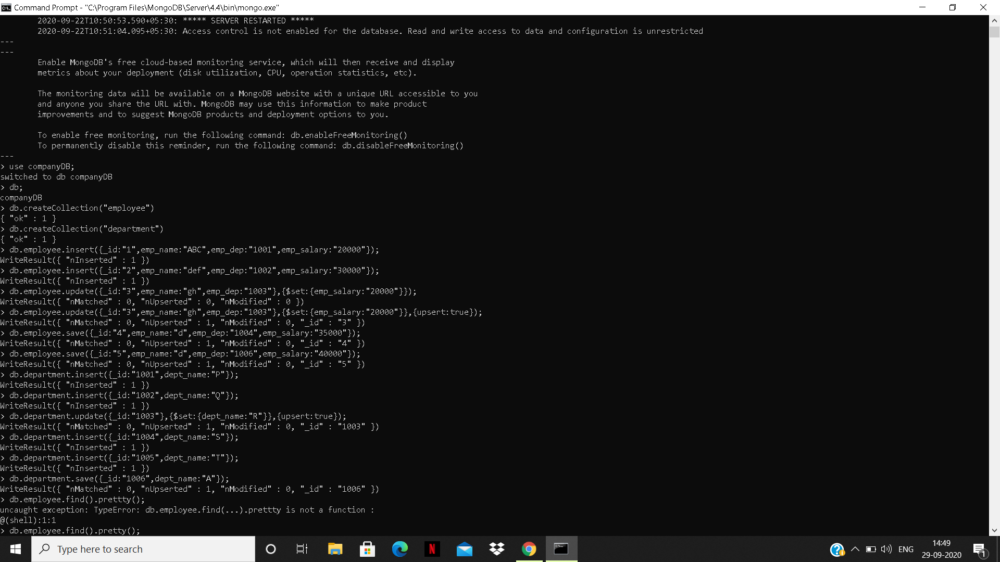 Command Prompt - "C:\Program Files\MongoDB\Server\4.4\bin\mongo.exe"
2020-09-22T10:50:53.590+05:30: ***** SERVER RESTARTED *****
2020-09-22T10:51:04.095+05:30: Access control is not enabled for the database. Read and write access to data and configuration is unrestricted
---
---
Enable MongoDB's free cloud-based monitoring service, which will then receive and display
metrics about your deployment (disk utilization, CPU, operation statistics, etc).
The monitoring data will be available on a MongoDB website with a unique URL accessible to you
and anyone you share the URL with. MongoDB may use this information to make product
improvements and to suggest MongoDB products and deployment options to you.
To enable free monitoring, run the following command: db.enableFreeMonitoring()
To permanently disable this reminder, run the following command: db.disableFreeMonitoring()
---
> use companyDB;
switched to db companyDB
> db;
companyDB
> db.createCollection("employee")
{ "ok" : 1 }
> db.createCollection("department")
{ "ok" : 1 }
> db.employee.insert({_id:"1",emp_name:"ABC",emp_dep:"1001",emp_salary:"20000"});
WriteResult({ "nInserted" : 1 })
> db.employee.insert({_id:"2",emp_name:"def",emp_dep:"1002",emp_salary:"30000"});
WriteResult({ "nInserted" : 1 })
> db.employee.update({_id:"3",emp_name:"gh",emp_dep:"1003"},{$set:{emp_salary:"20000"}});
WriteResult({ "nMatched" : 0, "nUpserted" : 0, "nModified" : 0 })
> db.employee.update({_id:"3",emp_name:"gh",emp_dep:"1003"},{$set:{emp_salary:"20000"}},{upsert:true});
WriteResult({ "nMatched" : 0, "nUpserted" : 1, "nModified" : 0, "_id" : "3" })
> db.employee.save({_id:"4",emp_name:"d",emp_dep:"1004",emp_salary:"35000"});
WriteResult({ "nMatched" : 0, "nUpserted" : 1, "nModified" : 0, "_id" : "4" })
> db.employee.save({_id:"5",emp_name:"d",emp_dep:"1006",emp_salary:"40000"});
WriteResult({ "nMatched" : 0, "nUpserted" : 1, "nModified" : 0, "_id" : "5" })
> db.department.insert({_id:"1001",dept_name:"P"});
WriteResult({ "nInserted" : 1 })
> db.department.insert({_id:"1002",dept_name:"Q"});
WriteResult({ "nInserted" : 1 })
> db.department.update({_id:"1003"},{$set:{dept_name:"R"}},{upsert:true});
WriteResult({ "nMatched" : 0, "nUpserted" : 1, "nModified" : 0, "_id" : "1003" })
> db.department.insert({_id:"1004",dept_name:"S"});
WriteResult({ "nInserted" : 1 })
> db.department.insert({_id:"1005",dept_name:"T"});
WriteResult({ "nInserted" : 1 })
> db.department.save({_id:"1006",dept_name:"A"});
WriteResult({ "nMatched" : 0, "nUpserted" : 1, "nModified" : 0, "_id" : "1006" })
> db.employee.find().prettty();
uncaught exception: TypeError: db.employee.find(...).prettty is not a function :
@(shell):1:1
> db.employee.find().pretty();
Type here to search
N
ENG
14:49
29-09-2020
1